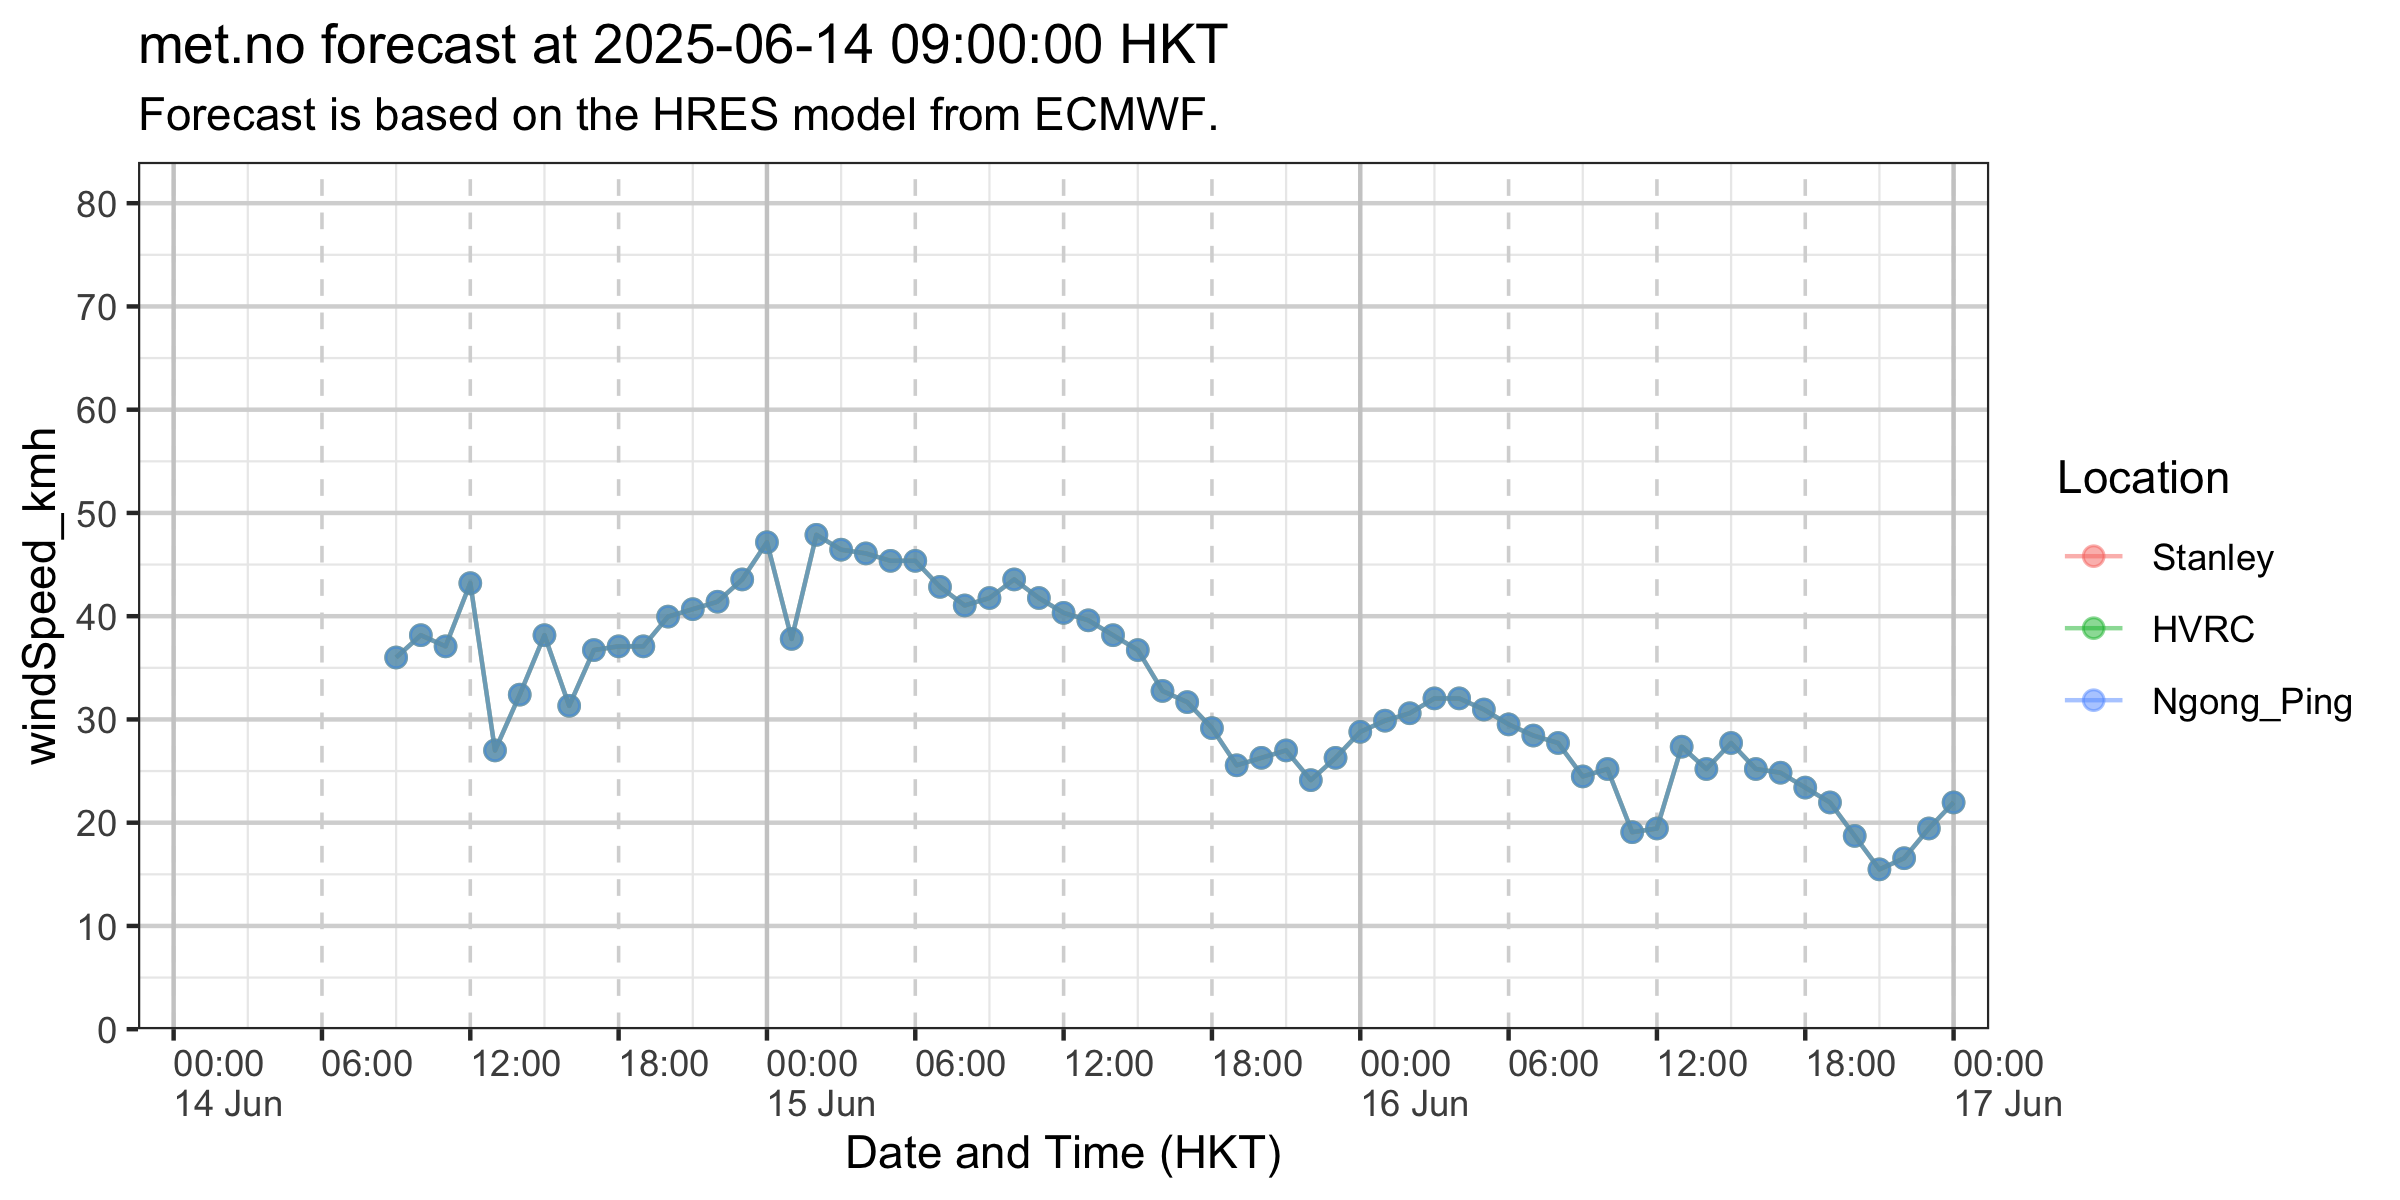 met.no forecast at 2025-06-14 09:00:00 HKT
Forecast is based on the HRES model from ECMWF.
windSpeed_kmh
80
70
60
50
40
30
20
10
0
00:00 06:00 12:00 18:00 00:00 06:00 12:00 18:00 00:00 06:00 12:00 18:00 00:00
14 Jun 15 Jun 16 Jun 17 Jun
Date and Time (HKT)
Location
Stanley
HVRC
Ngong_Ping